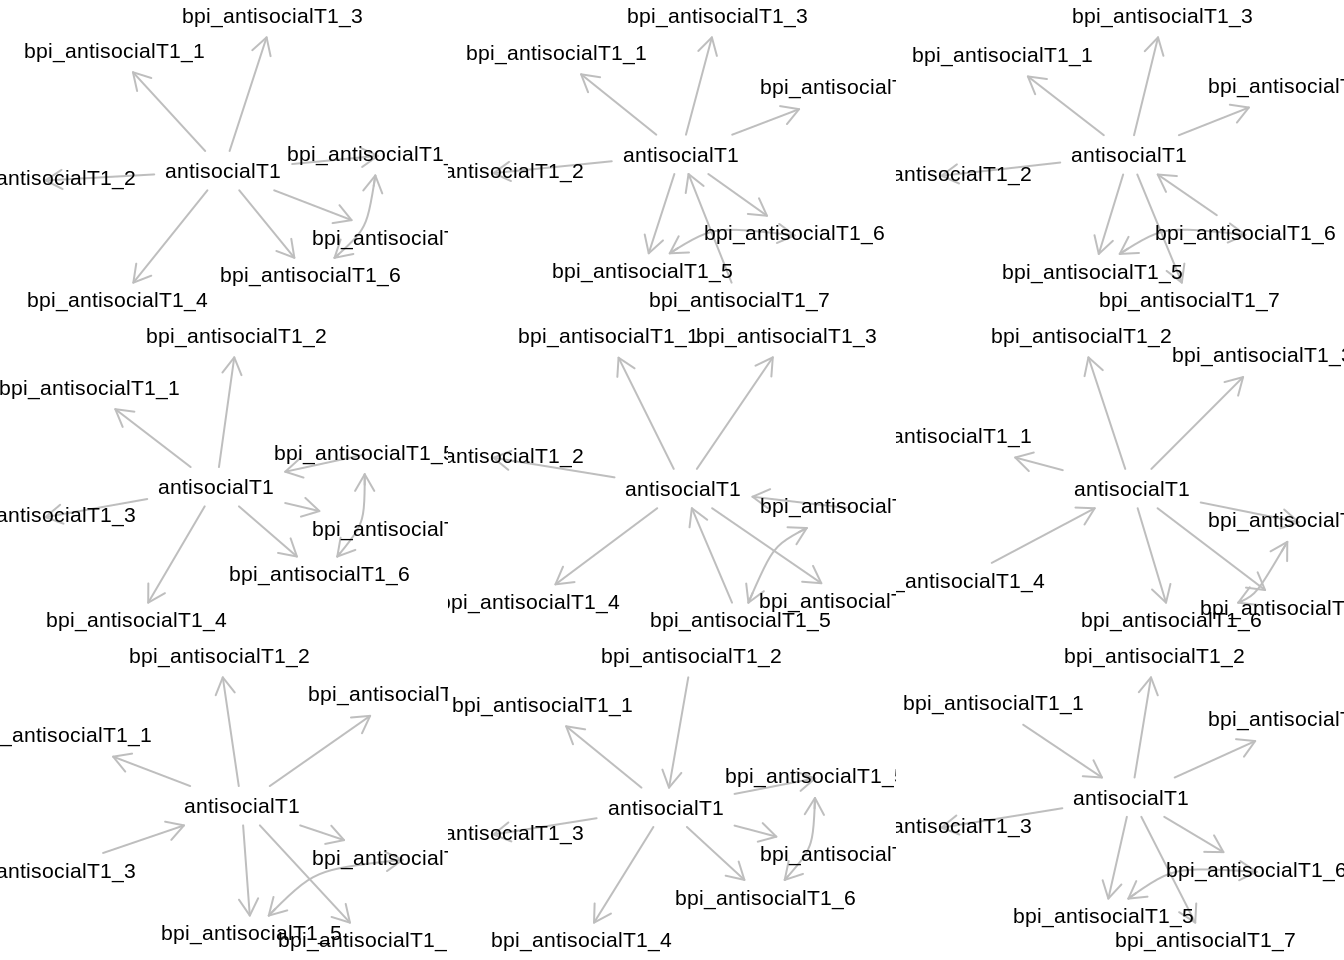 bpi_antisocialT1_3
bpi_antisocialT1_1
bpi_antisocialT1_
antisocialT1
antisocialT1_2
bpi_antisocialT
bpi_antisocialT1_6
bpi_antisocialT1_4
bpi_antisocialT1_3
bpi_antisocialT1_1
bpi_antisocialT
antisocialT1
antisocialT1_2
bpi_antisocialT1_6
bpi_antisocialT1_5
bpi_antisocialT1_7
bpi_antisocialT1_3
bpi_antisocialT1_1
bpi_antisocialT
antisocialT1
antisocialT1_2
bpi_antisocialT1_6
bpi_antisocialT1_5
bpi_antisocialT1_7
bpi_antisocialT1_2
bpi_antisocialT1_1
bpi_antisocialT1_5
antisocialT1
antisocialT1_3
bpi_antisocialT
bpi_antisocialT1_6
bpi_antisocialT1_4
bpi_antisocialT1_1
bpi_antisocialT1_3
antisocialT1_2
antisocialT1
bpi_antisocialT
bpi_antisocialT1_4
bpi_antisocialT
bpi_antisocialT1_5
bpi_antisocialT1_2
bpi_antisocialT1_3
antisocialT1_1
antisocialT1
bpi_antisocialT
_antisocialT1_4
bpi_antisocialT
bpi_antisocialT1_6
bpi_antisocialT1_2
bpi_antisocialT
_antisocialT1_1
antisocialT1
bpi_antisocialT
antisocialT1_3
bpi_antisocialT1_5
bpi_antisocialT1_
bpi_antisocialT1_2
bpi_antisocialT1_1
bpi_antisocialT1_5
antisocialT1
antisocialT1_3
bpi_antisocialT
bpi_antisocialT1_6
bpi_antisocialT1_4
bpi_antisocialT1_2
bpi_antisocialT1_1
bpi_antisocialT
antisocialT1
antisocialT1_3
bpi_antisocialT1_6
bpi_antisocialT1_5
bpi_antisocialT1_7